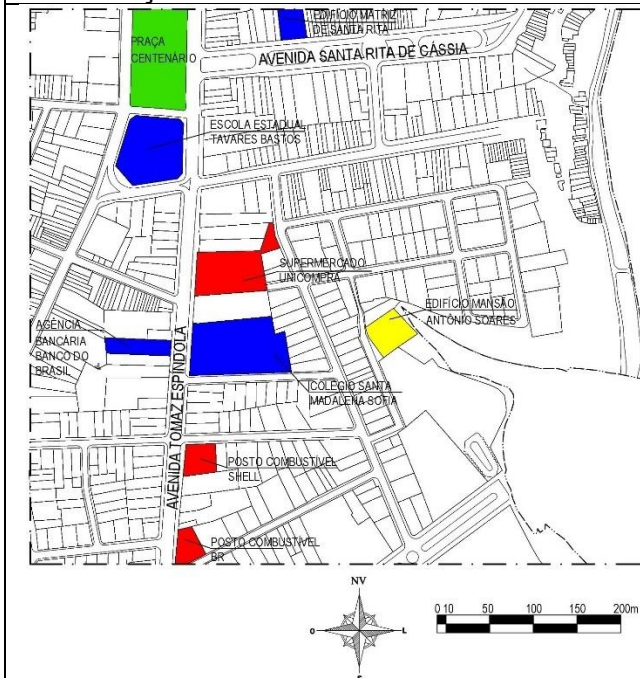 EDIFÍCIO MATRIZ
DE SANTA RITA
PRAÇA
CENTENÁRIO
AVENIDA SANTA RITA DE CÁSSIA
ESCOLA ESTADUAL
TAVARES BASTOS
SUPERMERCADO
UNICOMPRA
EDIFÍCIO MANSÃO
ANTÔNIO SOARES
AGÊNCIA
BANCÁRIA
BANCO DO
BRASIL
AVENIDA TOMAZ ESPÍNDOLA
COLÉGIO SANTA
MADALENA SOFIA
POSTO COMBUSTÍVEL
SHELL
POSTO COMBUSTÍVEL
BR
NV
O
L
0 10 50 100 150 200m